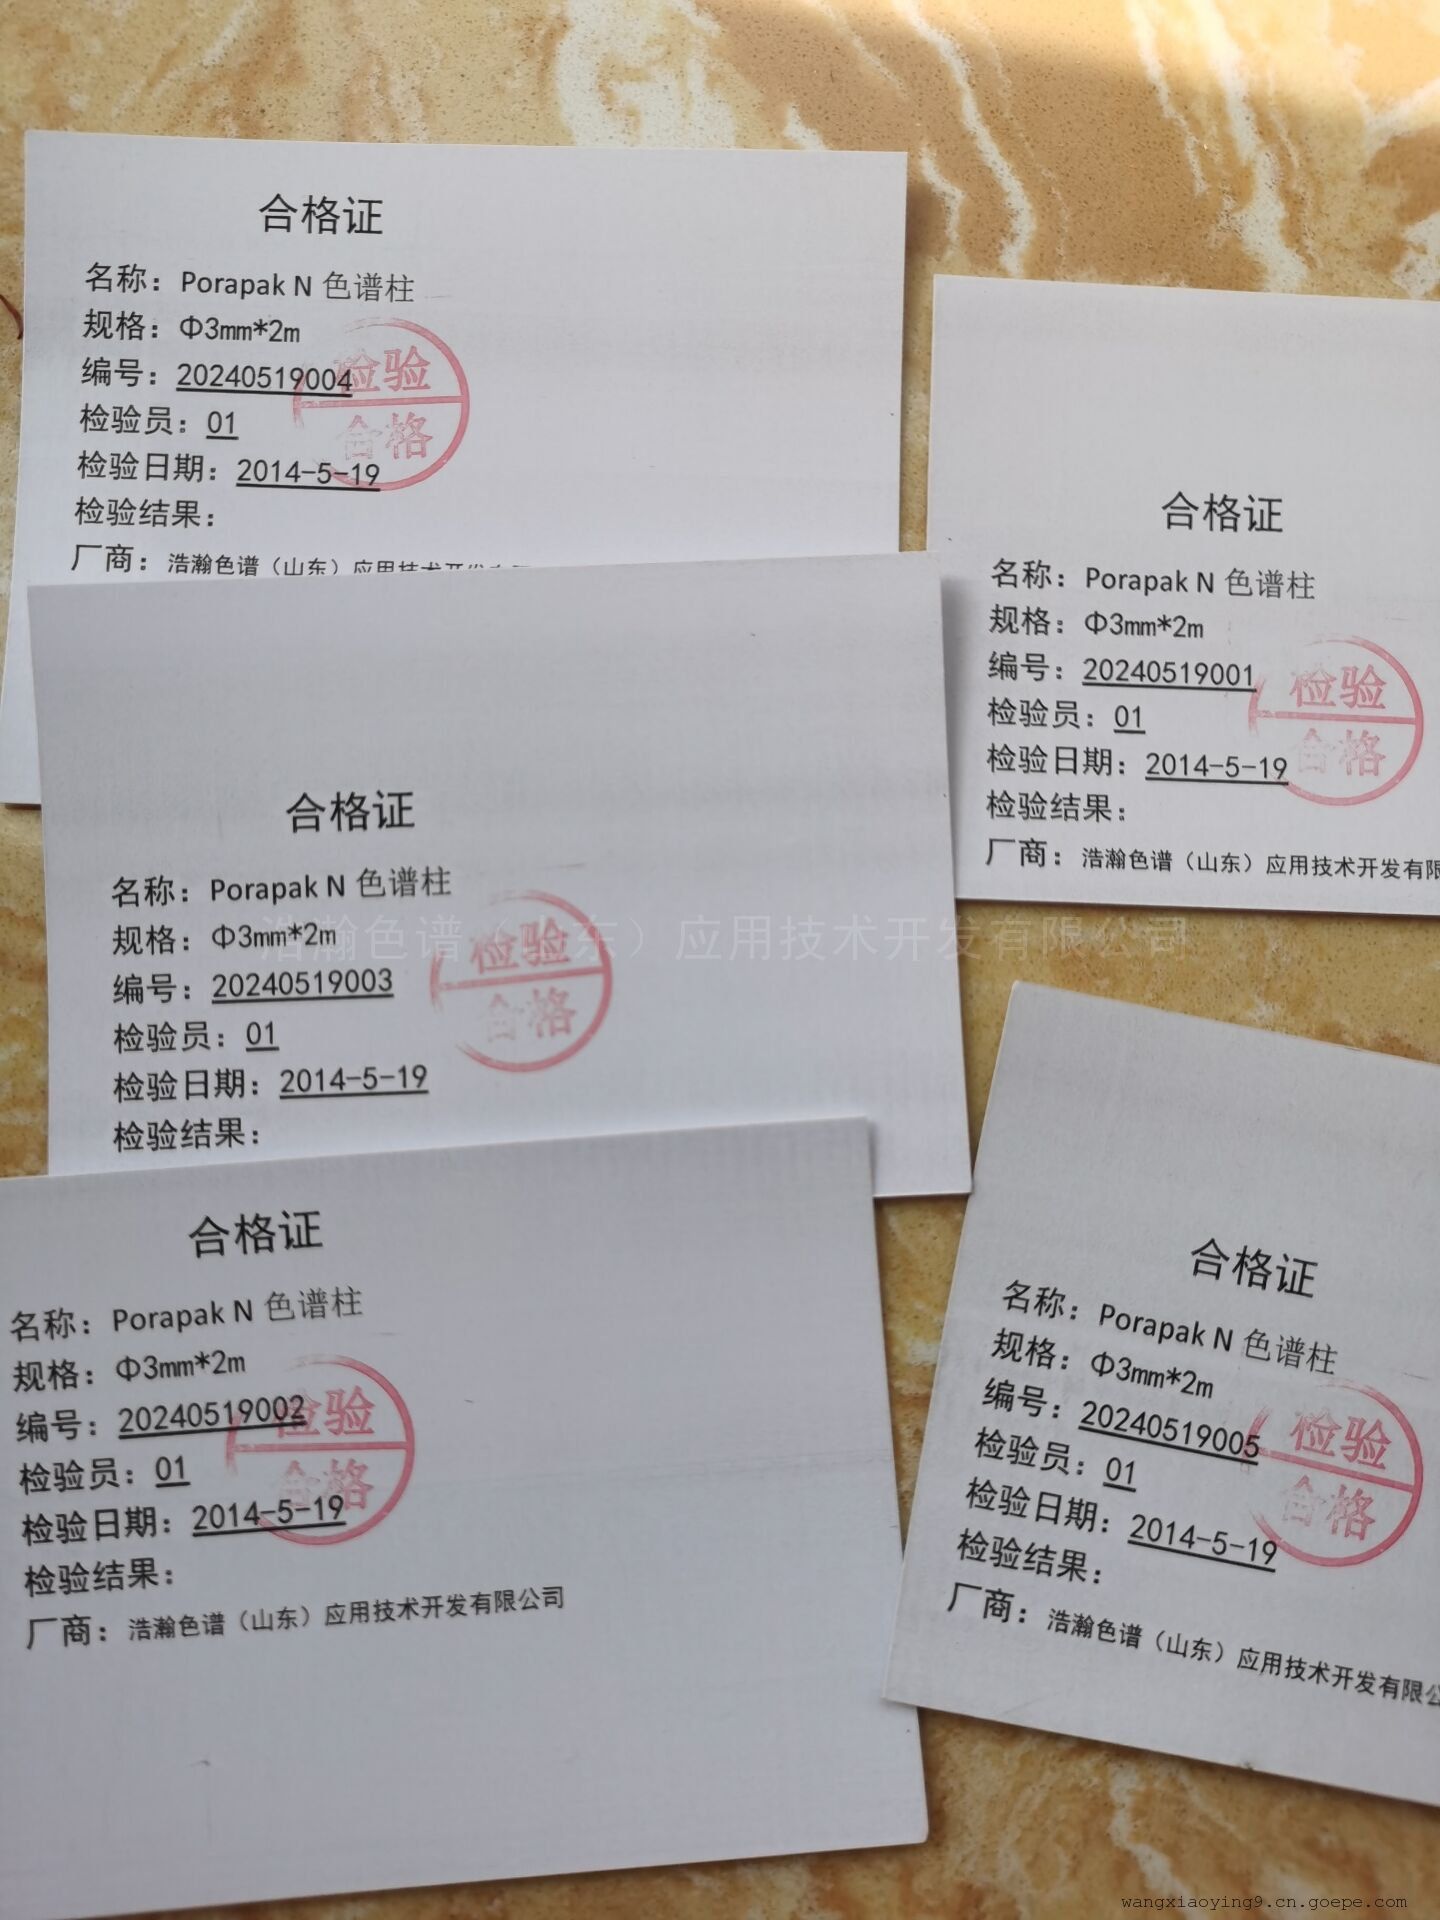 合格证
名称：Porapak N 色谱柱
规格：Φ3mm*2m
编号：20240519004
检验员：01
检验日期：2014-5-19
检验结果：
厂商：浩瀚色谱（山东）应用技术开发
检验
合格
合格证
名称：Porapak N 色谱柱
规格：Φ3mm*2m
编号：20240519001
检验员：01
检验日期：2014-5-19
检验结果：
厂商：浩瀚色谱（山东）应用技术开发有限
检验
合格
合格证
名称：Porapak N 色谱柱
规格：Φ3mm*2m
编号：20240519003
检验员：01
检验日期：2014-5-19
检验结果：
检验
合格
浩瀚色谱（山东）应用技术开发有限公司
合格证
名称：Porapak N 色谱柱
规格：Φ3mm*2m
编号：20240519002
检验员：01
检验日期：2014-5-19
检验结果：
厂商：浩瀚色谱（山东）应用技术开发有限公司
检验
合格
合格证
名称：Porapak N 色谱柱
规格：Φ3mm*2m
编号：20240519005
检验员：01
检验日期：2014-5-19
检验结果：
厂商：浩瀚色谱（山东）应用技术开发有限公
检验
合格
wangxiaoying9.cn.goepe.com